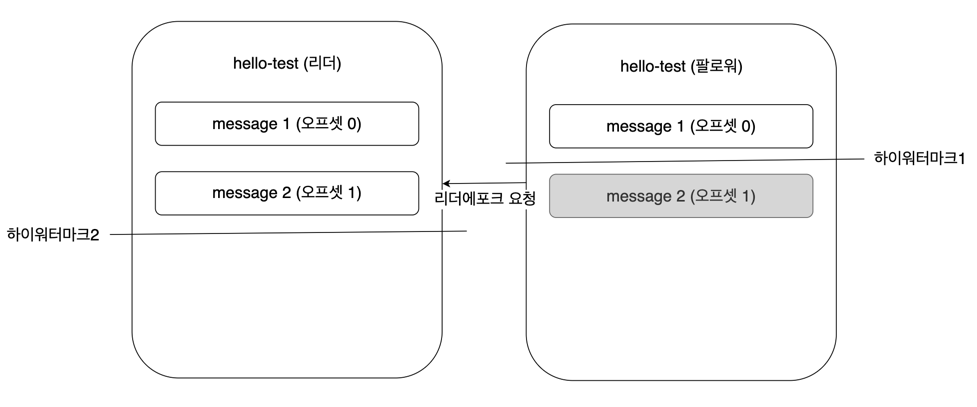 hello-test (리더)
message 1 (오프셋 0)
message 2 (오프셋 1)
하이워터마크2
리더에포크 요청
hello-test (팔로워)
message 1 (오프셋 0)
하이워터마크1
message 2 (오프셋 1)